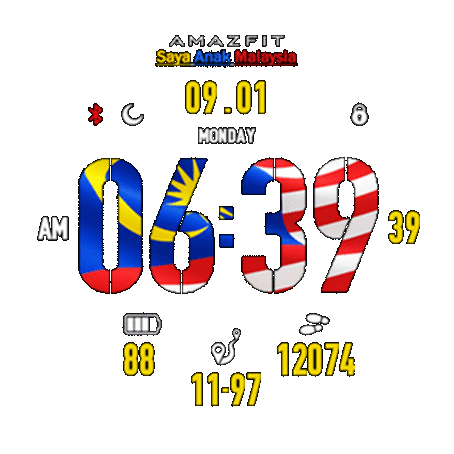 AMAZFIT
Saya Anak Malaysia
09.01
MONDAY
AM 06:39 39
88
12074
11-97